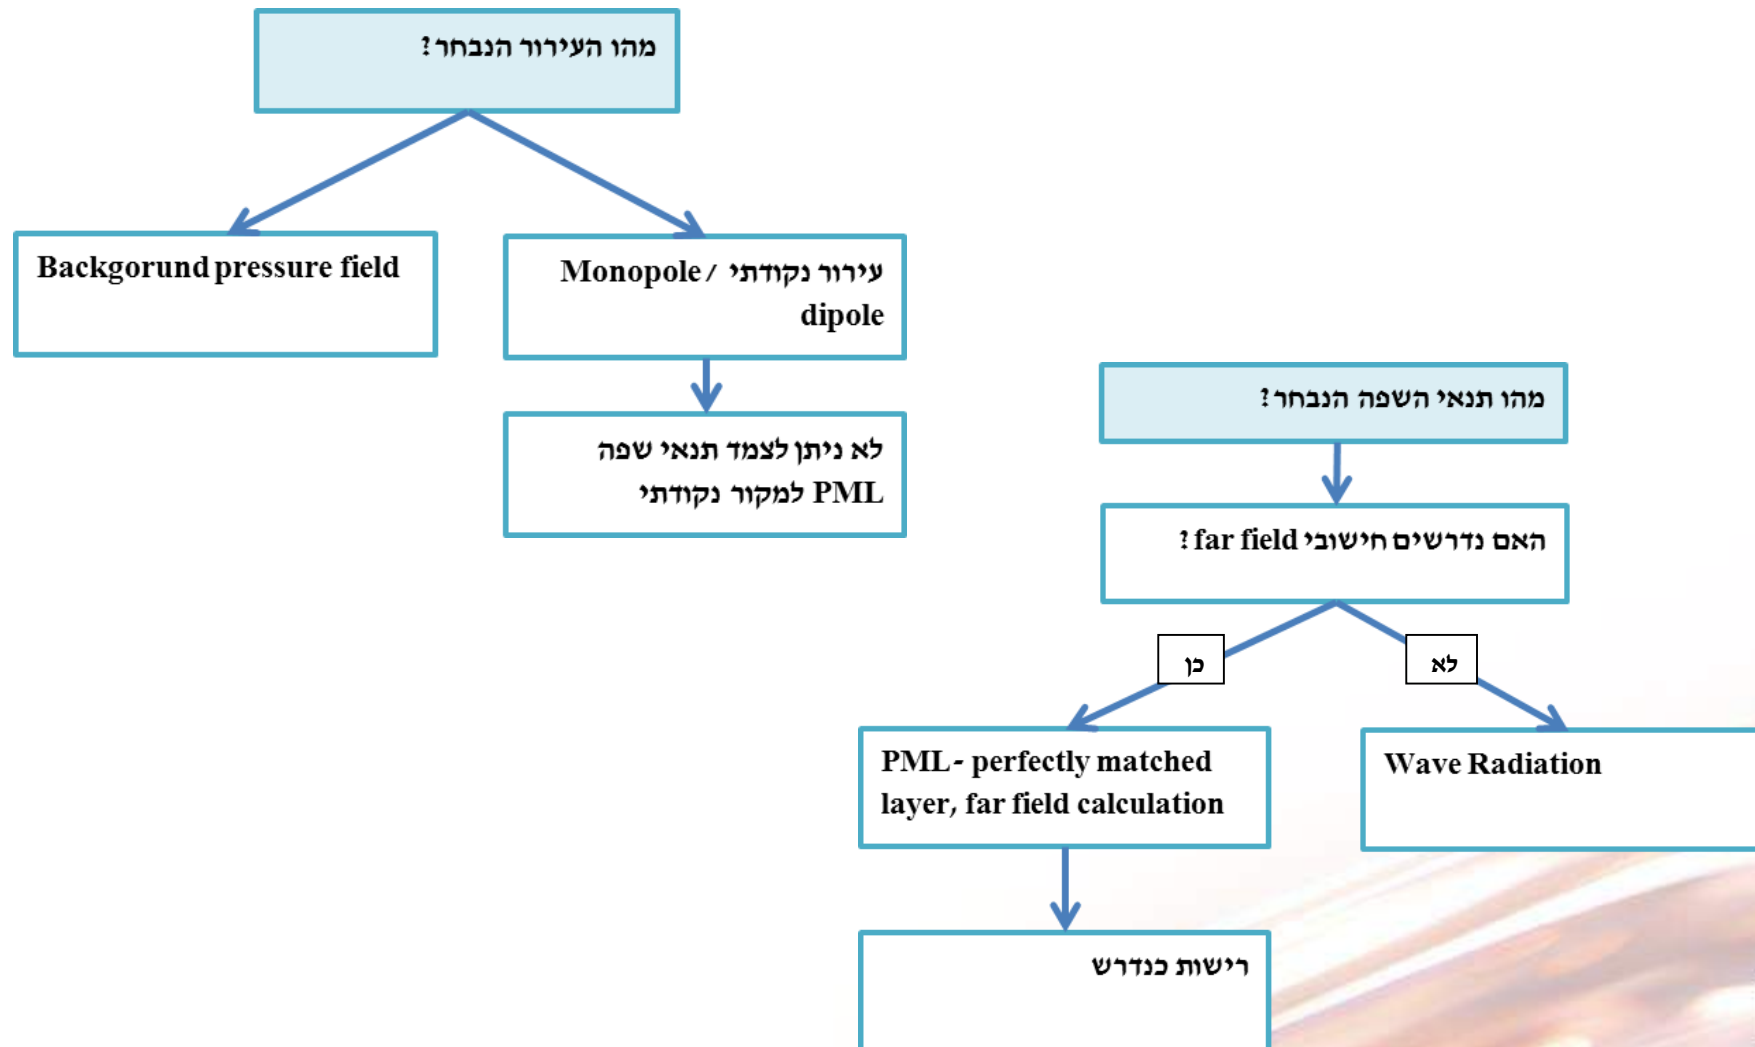 מהו העירור הנבחר?
Backgorund pressure field
עירור נקודתי Monopole /
dipole
לא ניתן לצמד תנאי שפה
PML למקור נקודתי
מהו תנאי השפה הנבחר?
האם נדרשים חישובי far field?
כן
לא
PML- perfectly matched
layer, far field calculation
Wave Radiation
רישות כנדרש